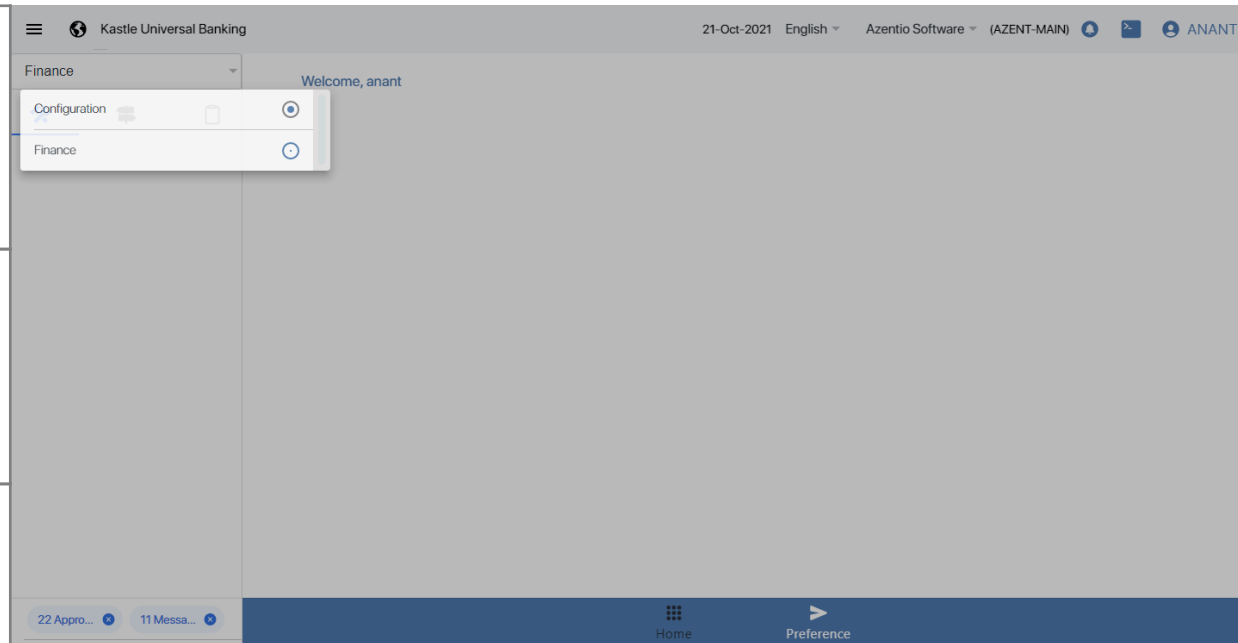 Kastle Universal Banking
21-Oct-2021 English Azentio Software (AZENT-MAIN) ANANT
Finance
Welcome, anant
Configuration
Finance
22 Appro... 11 Messa...
Home Preference